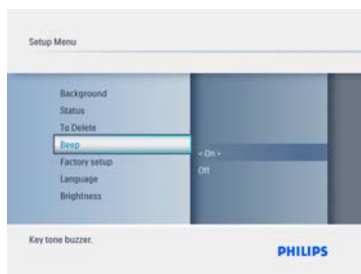 Setup Menu
Background
Status
To Delete
Beep
Factory setup
Language
Brightness
< On >
Off
Key tone buzzer.
PHILIPS